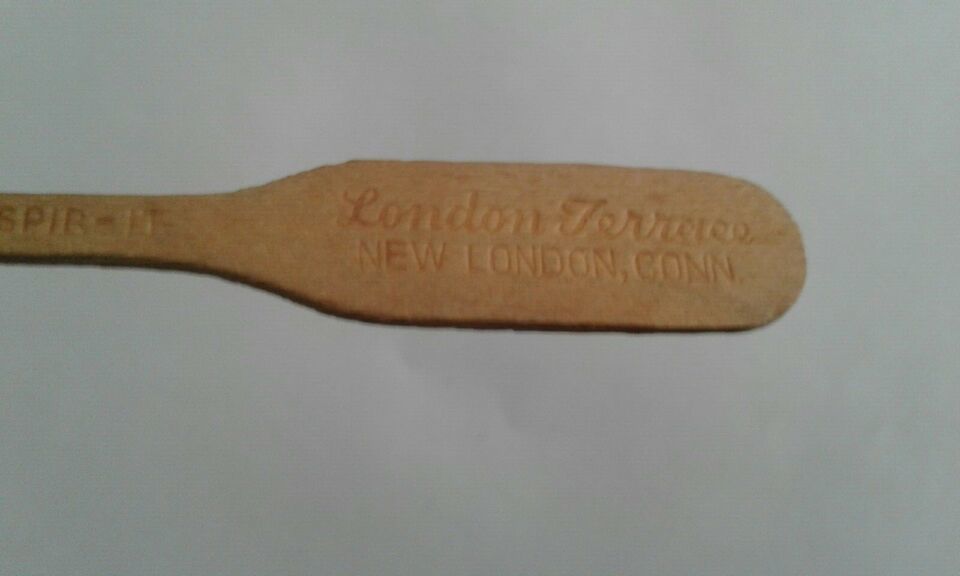 SPIR-IT
London Terrace
NEW LONDON, CONN.